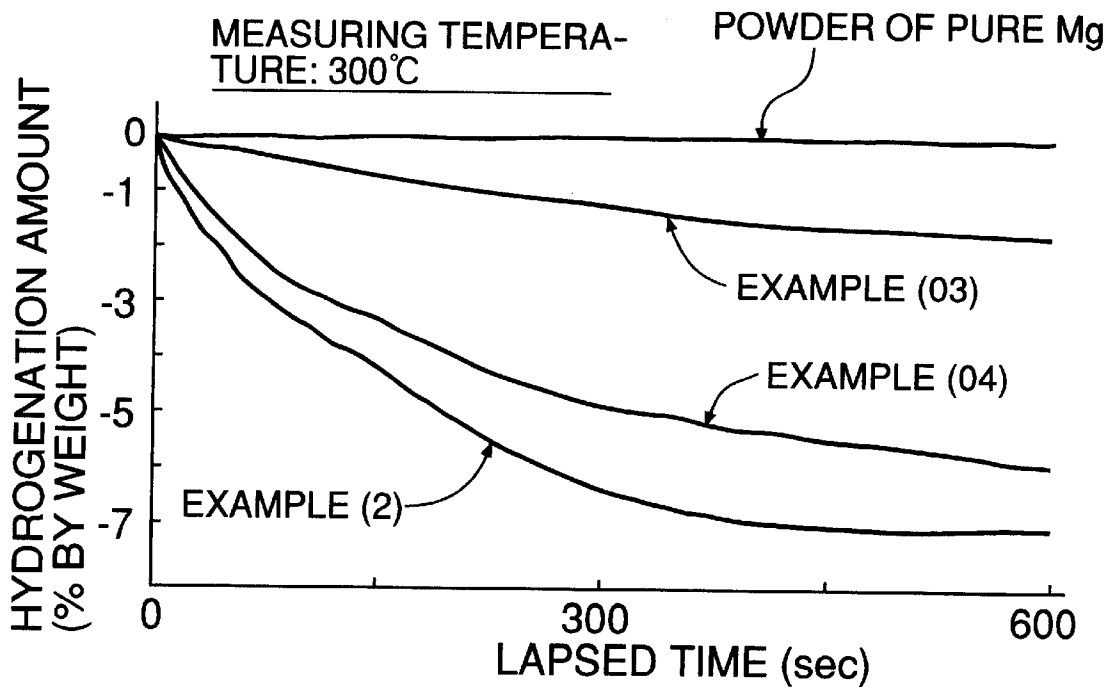 MEASURING TEMPERA-
TURE: 300℃
POWDER OF PURE Mg
HYDROGENATION AMOUNT
(% BY WEIGHT)
0
-1
-3
-5
-7
EXAMPLE (03)
EXAMPLE (04)
EXAMPLE (2)
0
300
600
LAPSED TIME (sec)